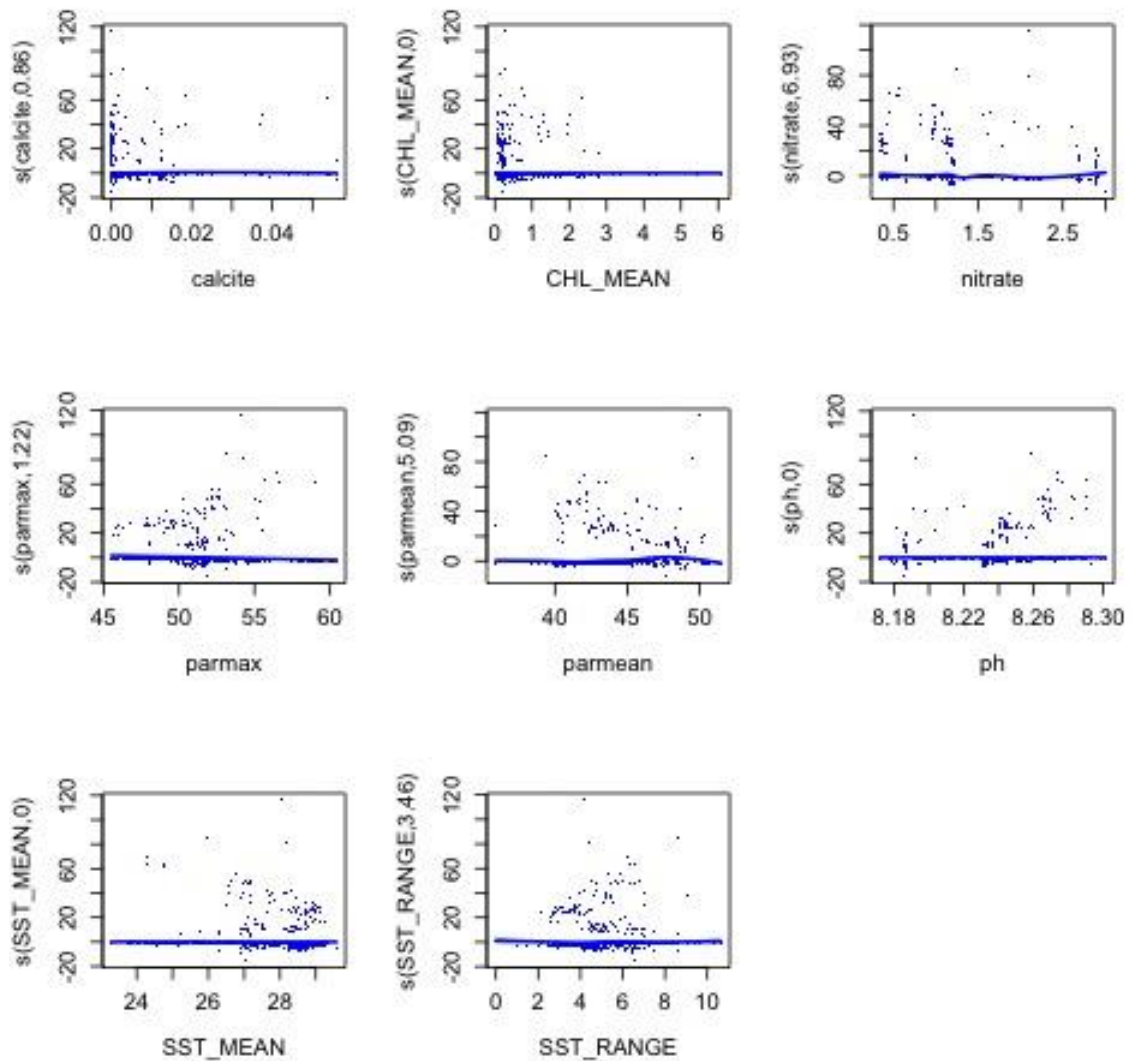 s(calcite,0.86)
-20 20 60 120
0.00 0.02 0.04
calcite
s(CHL_MEAN,0)
-20 20 60 120
0 1 2 3 4 5 6
CHL_MEAN
s(nitrate,6.93)
0 40 80
0.5 1.5 2.5
nitrate
s(parmax,1.22)
-20 20 60 120
45 50 55 60
parmax
s(parmean,5.09)
0 40 80
40 45 50
parmean
s(ph,0)
-20 20 60 120
8.18 8.22 8.26 8.30
ph
s(SST_MEAN,0)
-20 20 60 120
24 26 28
SST_MEAN
s(SST_RANGE,3.46)
-20 20 60 120
0 2 4 6 8 10
SST_RANGE